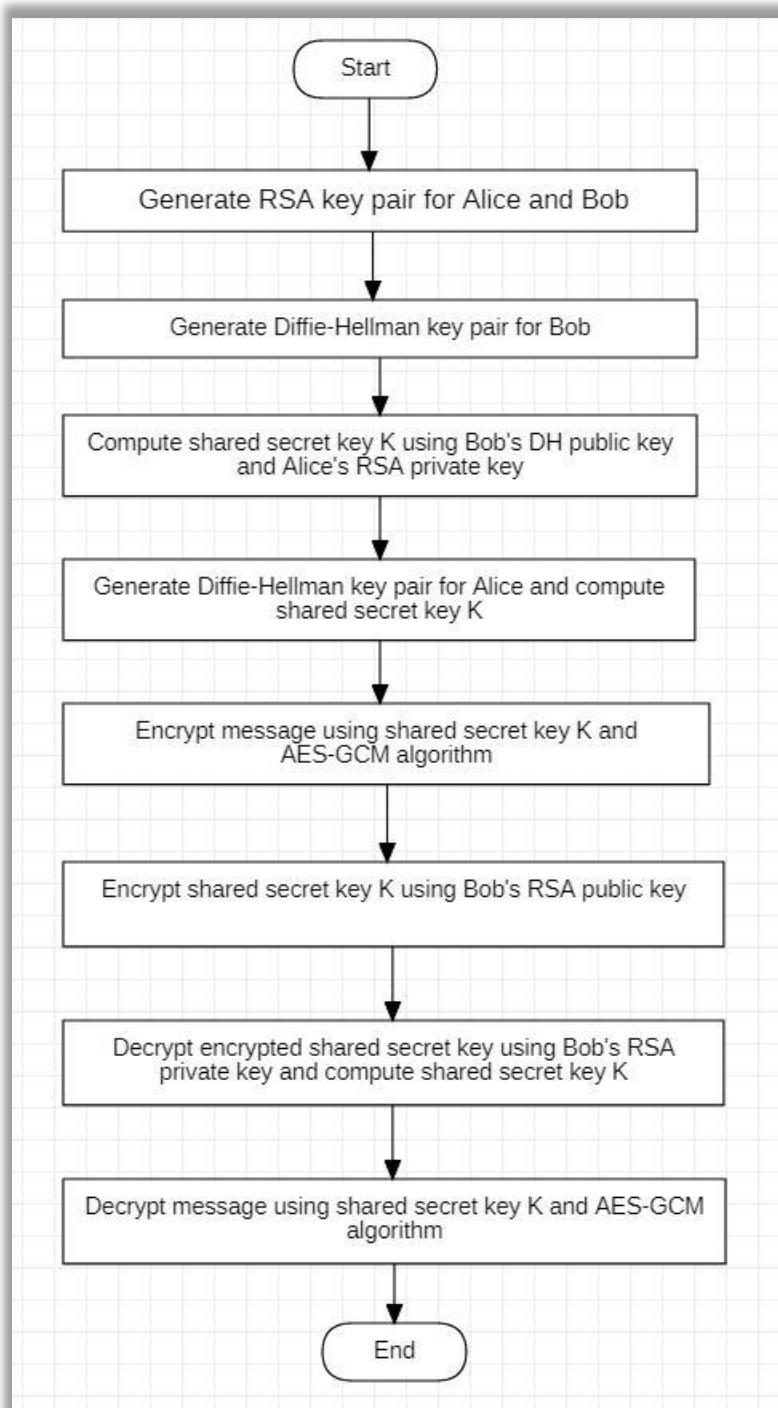 Start
Generate RSA key pair for Alice and Bob
Generate Diffie-Hellman key pair for Bob
Compute shared secret key K using Bob's DH public key
and Alice's RSA private key
Generate Diffie-Hellman key pair for Alice and compute
shared secret key K
Encrypt message using shared secret key K and
AES-GCM algorithm
Encrypt shared secret key K using Bob's RSA public key
Decrypt encrypted shared secret key using Bob's RSA
private key and compute shared secret key K
Decrypt message using shared secret key K and AES-GCM
algorithm
End